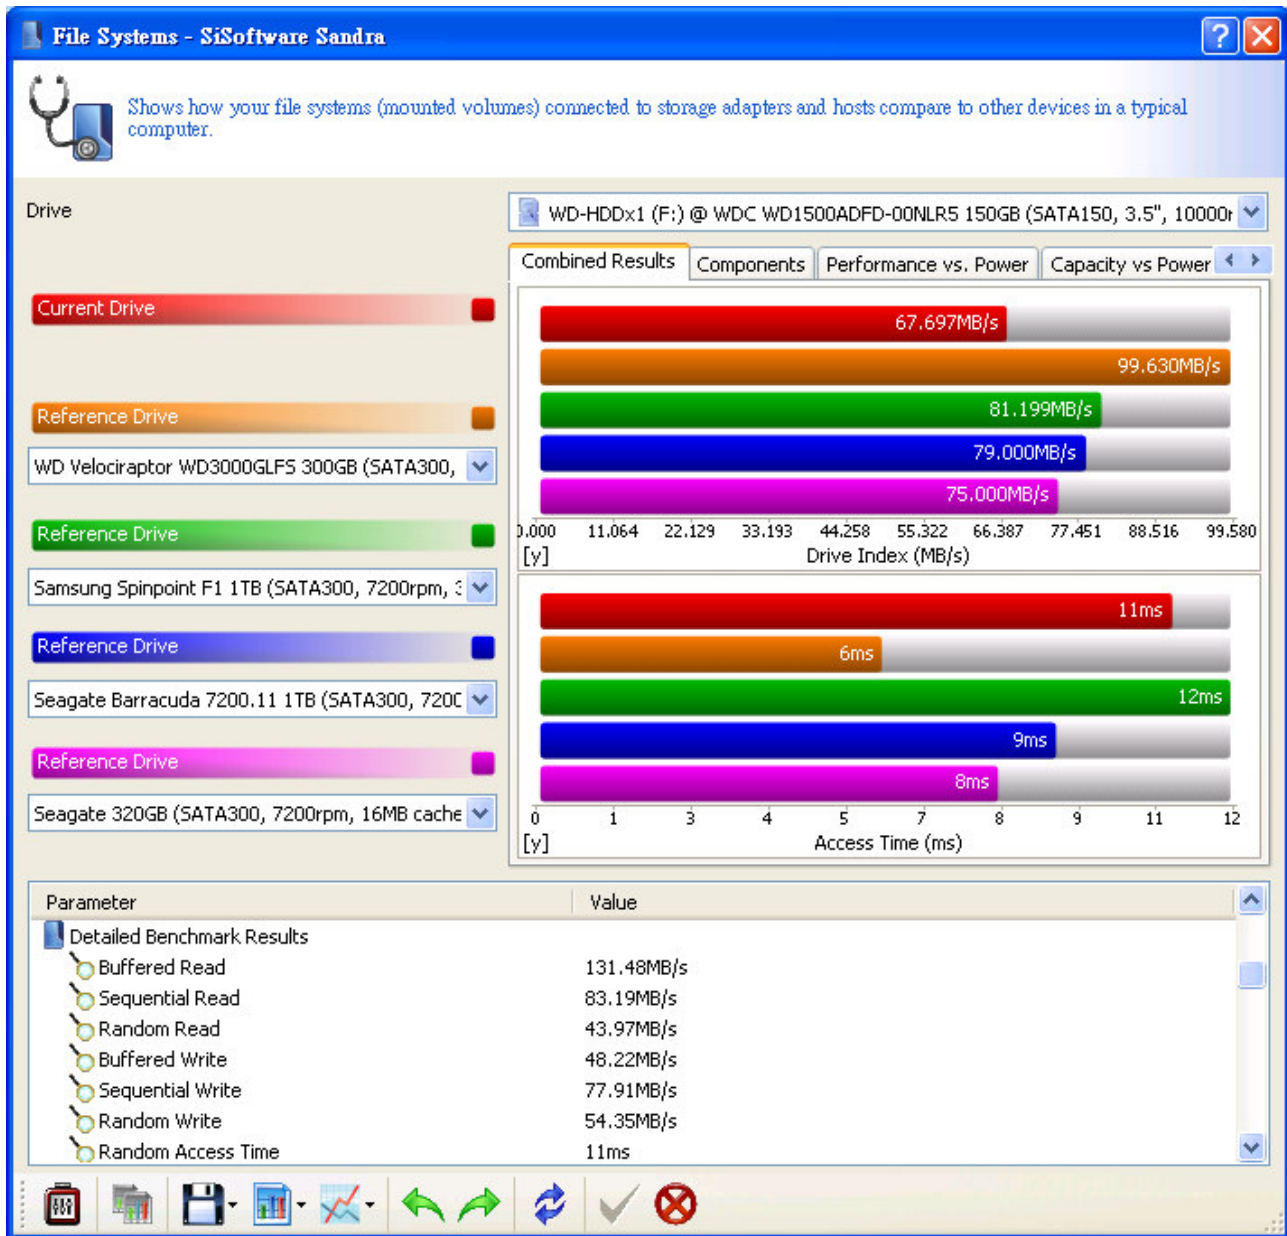 File Systems - SiSoftware Sandra
Shows how your file systems (mounted volumes) connected to storage adapters and hosts compare to other devices in a typical
computer.
Drive
WD-HDDx1 (F:) @ WDC WD1500ADFD-00NLR5 150GB (SATA150, 3.5", 10000r
Combined Results
Components
Performance vs. Power
Capacity vs Power
Current Drive
Reference Drive
WD Velociraptor WD3000GLFS 300GB (SATA300,
Reference Drive
Samsung Spinpoint F1 1TB (SATA300, 7200rpm, 3
Reference Drive
Seagate Barracuda 7200.11 1TB (SATA300, 7200
Reference Drive
Seagate 320GB (SATA300, 7200rpm, 16MB cache
67.697MB/s
99.630MB/s
81.199MB/s
79.000MB/s
75.000MB/s
0.000 11.064 22.129 33.193 44.258 55.322 66.387 77.451 88.516 99.580
[y] Drive Index (MB/s)
11ms
6ms
12ms
9ms
8ms
0 1 3 4 5 7 8 9 11 12
[y] Access Time (ms)
Parameter Value
Detailed Benchmark Results
Buffered Read 131.48MB/s
Sequential Read 83.19MB/s
Random Read 43.97MB/s
Buffered Write 48.22MB/s
Sequential Write 77.91MB/s
Random Write 54.35MB/s
Random Access Time 11ms